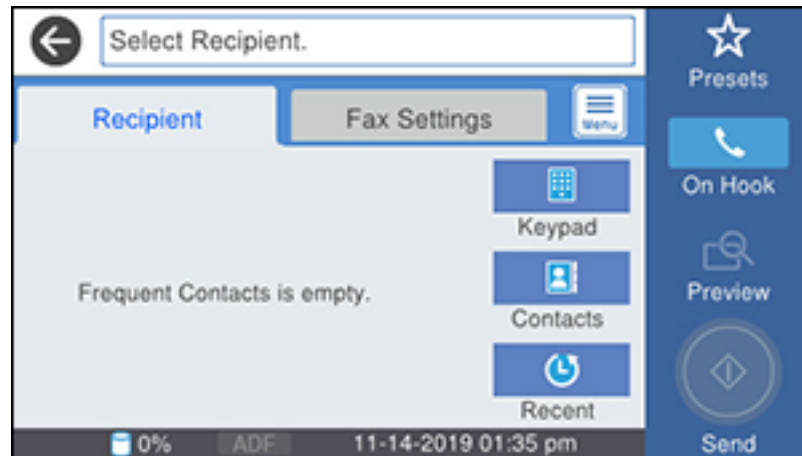 Select Recipient.
Presets
Recipient
Fax Settings
Menu
On Hook
Keypad
Frequent Contacts is empty.
Preview
Contacts
Recent
0% ADF 11-14-2019 01:35 pm
Send